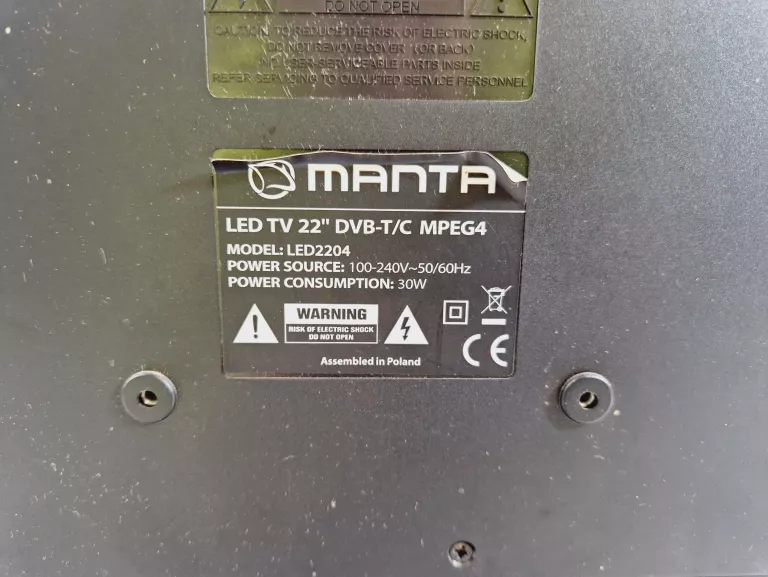 DO NOT OPEN
CAUTION: TO REDUCE THE RISK OF ELECTRIC SHOCK,
DO NOT REMOVE COVER (OR BACK)
NO USER-SERVICEABLE PARTS INSIDE
REFER SERVICING TO QUALIFIED SERVICE PERSONNEL
MANTA
LED TV 22" DVB-T/C MPEG4
MODEL: LED2204
POWER SOURCE: 100-240V~50/60Hz
POWER CONSUMPTION: 30W
WARNING
RISK OF ELECTRIC SHOCK
DO NOT OPEN
Assembled in Poland
CE